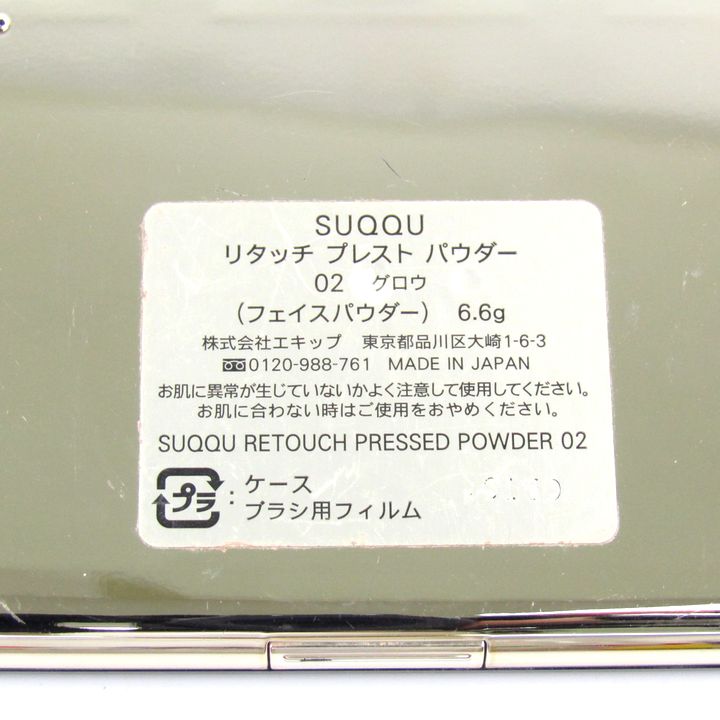 SUQQU
リタッチ プレスト パウダー
02 グロウ
(フェイスパウダー) 6.6g
株式会社エキップ 東京都品川区大崎1-6-3
0120-988-761 MADE IN JAPAN
お肌に異常が生じていないかよく注意して使用してください。
お肌に合わない時はご使用をおやめください。
SUQQU RETOUCH PRESSED POWDER 02
プラ : ケース
ブラシ用フィルム